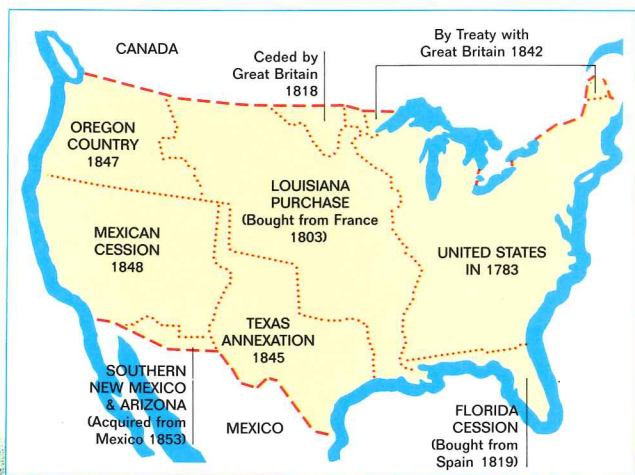 CANADA
Ceded by
Great Britain
1818
By Treaty with
Great Britain 1842
OREGON
COUNTRY
1847
LOUISIANA
PURCHASE
(Bought from France
1803)
MEXICAN
CESSION
1848
UNITED STATES
IN 1783
TEXAS
ANNEXATION
1845
SOUTHERN
NEW MEXICO
& ARIZONA
(Acquired from
Mexico 1853)
MEXICO
FLORIDA
CESSION
(Bought from
Spain 1819)